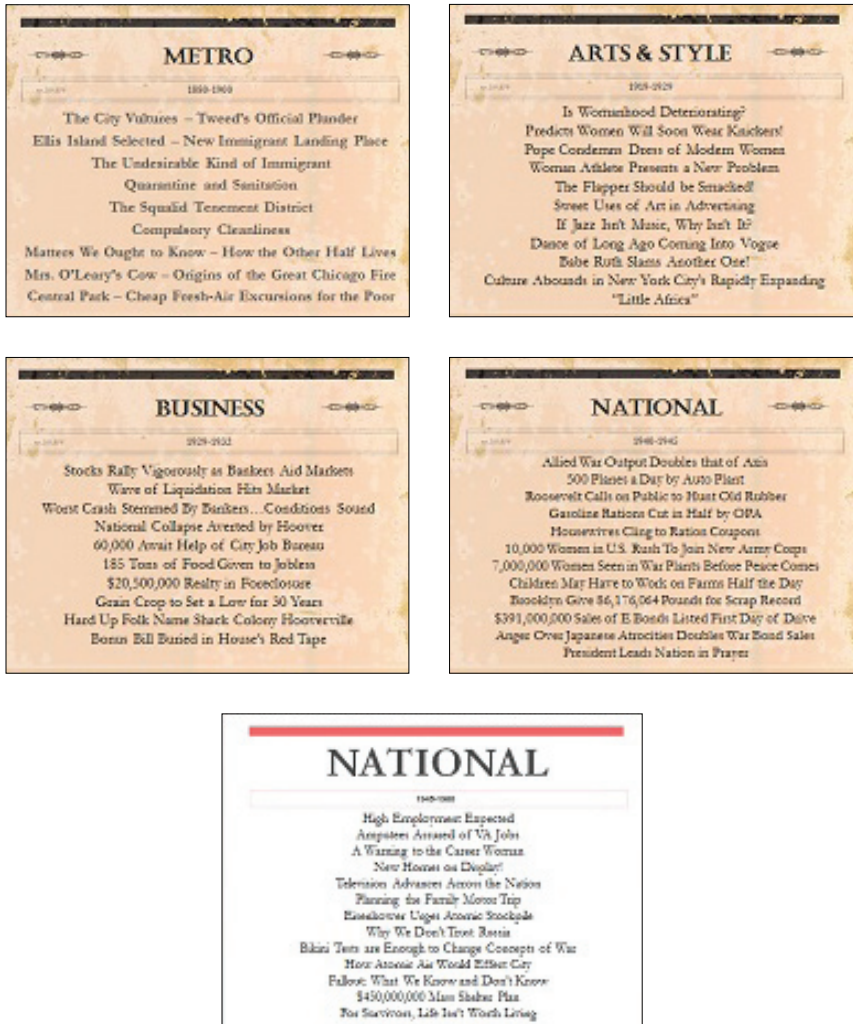 METRO
1880-1900
The City Vultures – Tweed's Official Plunder
Ellis Island Selected – New Immigrant Landing Place
The Undesirable Kind of Immigrant
Quarantine and Sanitation
The Squalid Tenement District
Compulsory Cleanliness
Matters We Ought to Know – How the Other Half Lives
Mrs. O'Leary's Cow – Origins of the Great Chicago Fire
Central Park – Cheap Fresh-Air Excursions for the Poor
ARTS & STYLE
1919-1929
Is Womanhood Deteriorating?
Predicts Women Will Soon Wear Knickers!
Pope Condemns Dress of Modern Women
Woman Athlete Presents a New Problem
The Flapper Should be Smacked!
Street Uses of Art in Advertising
If Jazz Isn't Music, Why Isn't It?
Dance of Long Ago Coming Into Vogue
Babe Ruth Slams Another One!
Culture Abounds in New York City's Rapidly Expanding
"Little Africa"
BUSINESS
1929-1932
Stocks Rally Vigorously as Bankers Aid Markets
Wave of Liquidation Hits Market
Worst Crash Stemmed By Bankers...Conditions Sound
National Collapse Averted by Hoover
60,000 Await Help of City Job Bureau
185 Tons of Food Given to Jobless
$20,500,000 Realty in Foreclosure
Grain Crop to Set a Low for 30 Years
Hard Up Folk Name Shack Colony Hooverville
Bonus Bill Buried in House's Red Tape
NATIONAL
1940-1945
Allied War Output Doubles that of Axis
500 Planes a Day by Auto Plant
Roosevelt Calls on Public to Hunt Old Rubber
Gasoline Rations Cut in Half by OPA
Housewives Cling to Ration Coupons
10,000 Women in U.S. Rush To Join New Army Corps
7,000,000 Women Seen in War Plants Before Peace Comes
Children May Have to Work on Farms Half the Day
Brooklyn Give 86,176,064 Pounds for Scrap Record
$391,000,000 Sales of E Bonds Listed First Day of Drive
Anger Over Japanese Atrocities Doubles War Bond Sales
President Leads Nation in Prayer
NATIONAL
High Employment Expected
Amputees Assured of VA Jobs
A Warning to the Career Woman
New Homes on Display!
Television Advances Across the Nation
Planning the Family Motor Trip
Eisenhower Urges Atomic Stockpile
Why We Don't Trust Russia
Bikini Tests are Enough to Change Concepts of War
How Atomic Air Would Effect City
Fallout: What We Know and Don't Know
$450,000,000 Mass Shelter Plan
For Survivors, Life Isn't Worth Living